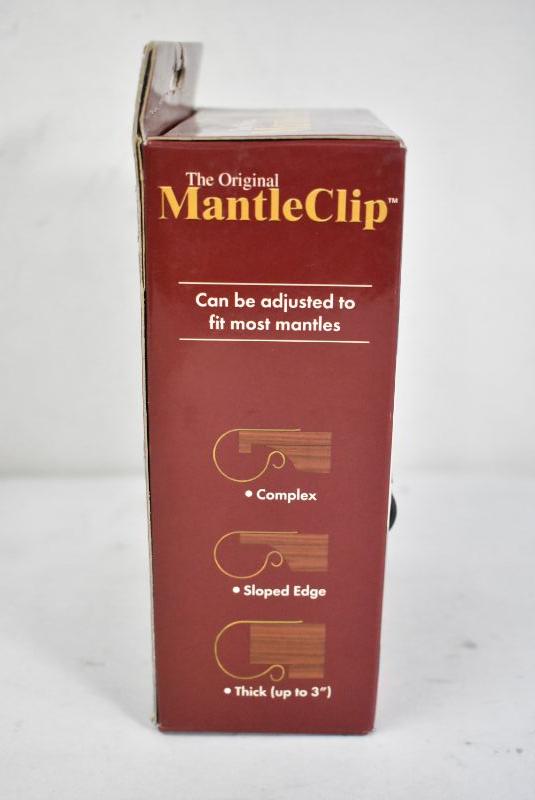 The Original
MantleClip™
Can be adjusted to
fit most mantles
• Complex
• Sloped Edge
• Thick (up to 3")